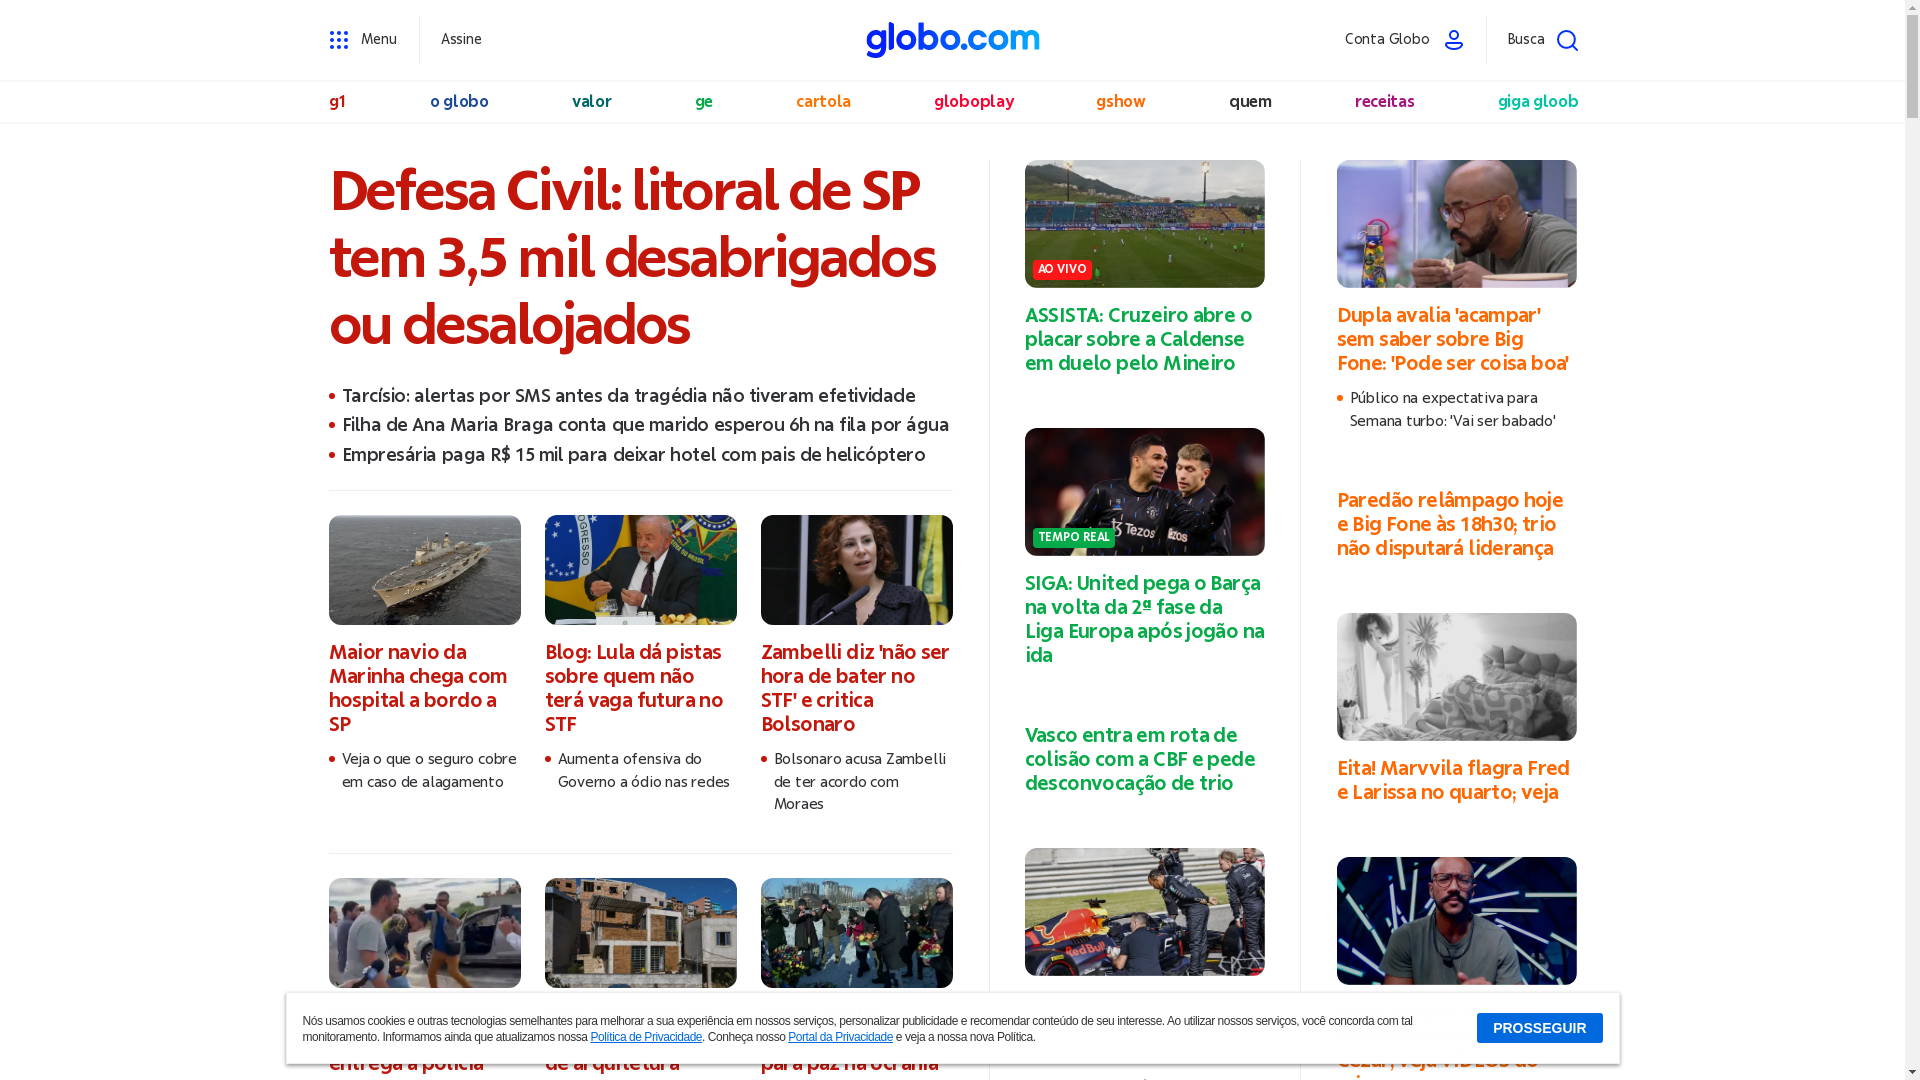 Menu
Assine
globo.com
Conta Globo
Busca
g1
o globo
valor
ge
cartola
globoplay
gshow
quem
receitas
giga gloob
Defesa Civil: litoral de SP
tem 3,5 mil desabrigados
ou desalojados
Tarcísio: alertas por SMS antes da tragédia não tiveram efetividade
Filha de Ana Maria Braga conta que marido esperou 6h na fila por água
Empresária paga R$ 15 mil para deixar hotel com pais de helicóptero
Maior navio da
Marinha chega com
hospital a bordo a
SP
Veja o que o seguro cobre
em caso de alagamento
Blog: Lula dá pistas
sobre quem não
terá vaga futura no
STF
Aumenta ofensiva do
Governo a ódio nas redes
Zambelli diz 'não ser
hora de bater no
STF' e critica
Bolsonaro
Bolsonaro acusa Zambelli
de ter acordo com
Moraes
AO VIVO
ASSISTA: Cruzeiro abre o
placar sobre a Caldense
em duelo pelo Mineiro
Tezos
TEMPO REAL
SIGA: United pega o Barça
na volta da 2ª fase da
Liga Europa após jogão na
ida
Vasco entra em rota de
colisão com a CBF e pede
desconvocação de trio
Red Bull
Dupla avalia 'acampar'
sem saber sobre Big
Fone: 'Pode ser coisa boa'
Público na expectativa para
Semana turbo: 'Vai ser babado'
Paredão relâmpago hoje
e Big Fone às 18h30; trio
não disputará liderança
Eita! Marvvila flagra Fred
e Larissa no quarto; veja
Nós usamos cookies e outras tecnologias semelhantes para melhorar a sua experiência em nossos serviços, personalizar publicidade e recomendar conteúdo de seu interesse. Ao utilizar nossos serviços, você concorda com tal
monitoramento. Informamos ainda que atualizamos nossa Política de Privacidade. Conheça nosso Portal da Privacidade e veja a nossa nova Política.
PROSSEGUIR
entrega à polícia
de arquitetura
para paz na Ucrânia